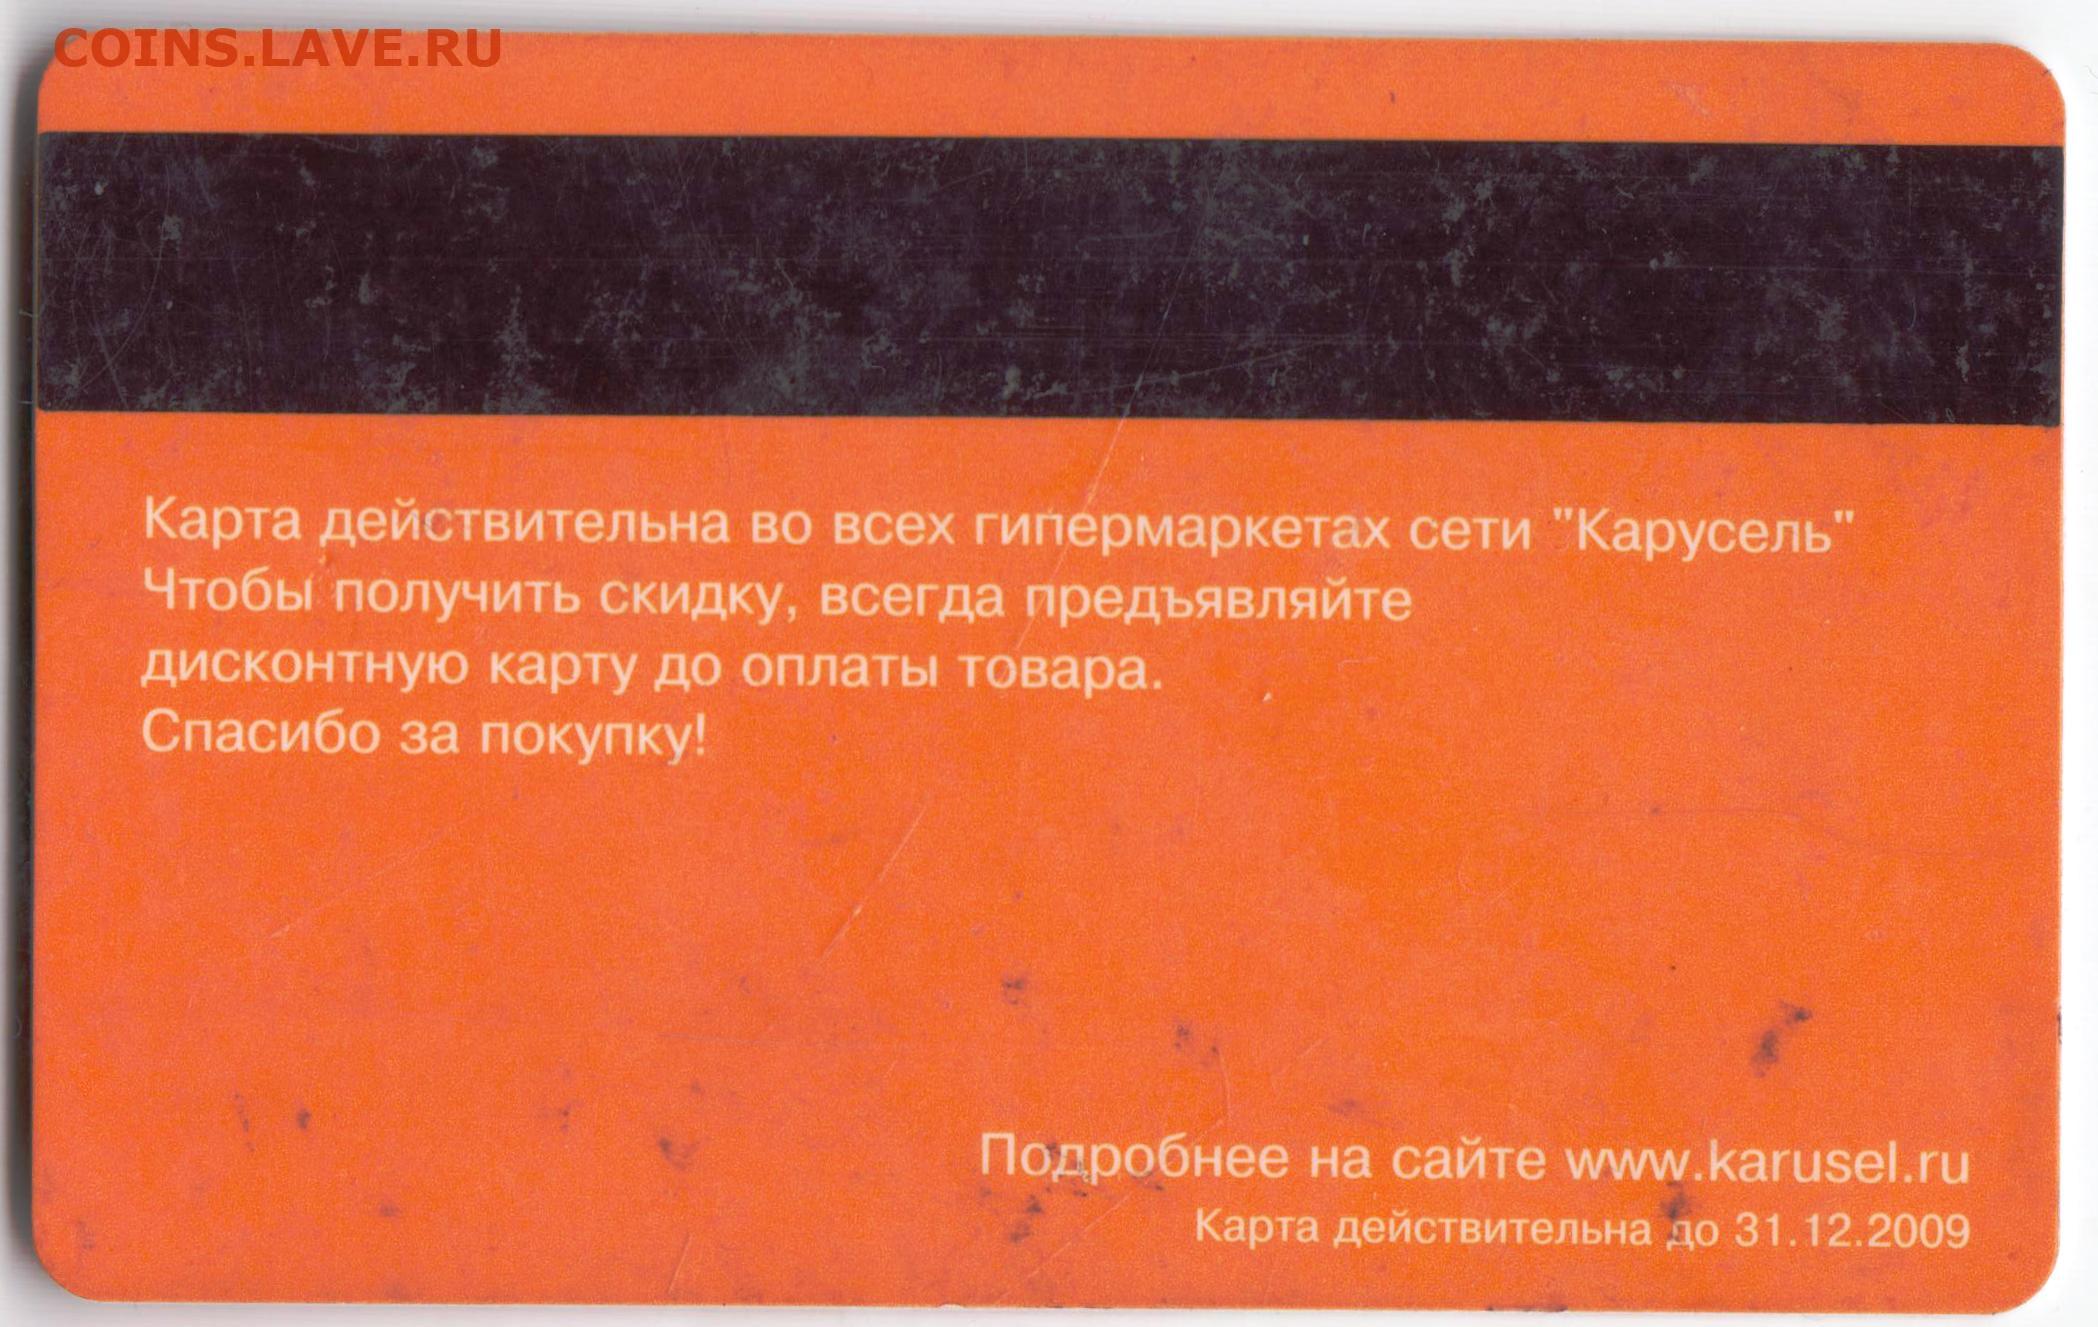 COINS.LAVE.RU
Карта действительна во всех гипермаркетах сети "Карусель"
Чтобы получить скидку, всегда предъявляйте
дисконтную карту до оплаты товара.
Спасибо за покупку!
Подробнее на сайте www.karusel.ru
Карта действительна до 31.12.2009